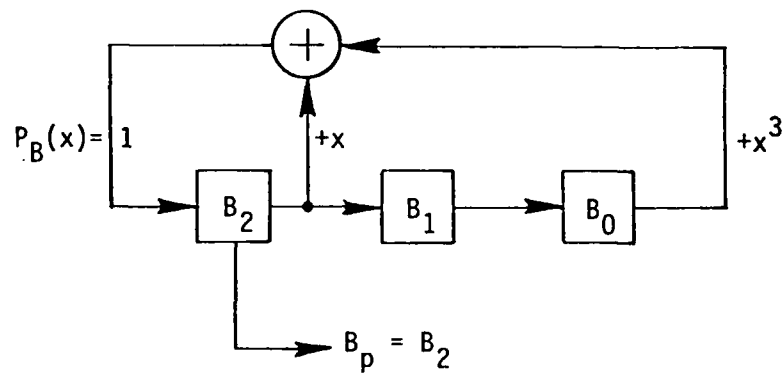 +
P_B(x) = 1
+x
+x^3
B_2
B_1
B_0
B_p = B_2